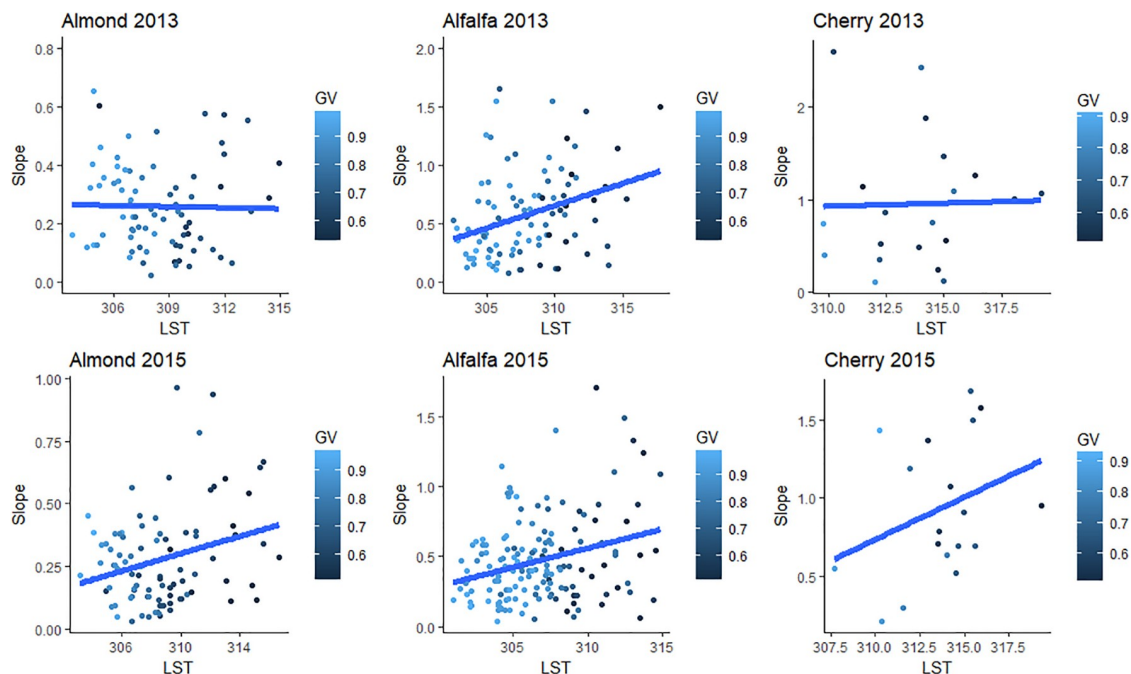 Almond 2013
Alfalfa 2013
Cherry 2013
0.8
0.6
0.4
0.2
0.0
Slope
306
309
312
315
LST
GV
0.9
0.8
0.7
0.6
2.0
1.5
1.0
0.5
0.0
Slope
305
310
315
LST
GV
0.9
0.8
0.7
0.6
2
1
0
Slope
310.0
312.5
315.0
317.5
LST
GV
0.9
0.8
0.7
0.6
Almond 2015
Alfalfa 2015
Cherry 2015
1.00
0.75
0.50
0.25
0.00
Slope
306
310
314
LST
GV
0.9
0.8
0.7
0.6
1.5
1.0
0.5
0.0
Slope
305
310
315
LST
GV
0.9
0.8
0.7
0.6
1.5
1.0
0.5
Slope
307.5
310.0
312.5
315.0
317.5
LST
GV
0.9
0.8
0.7
0.6